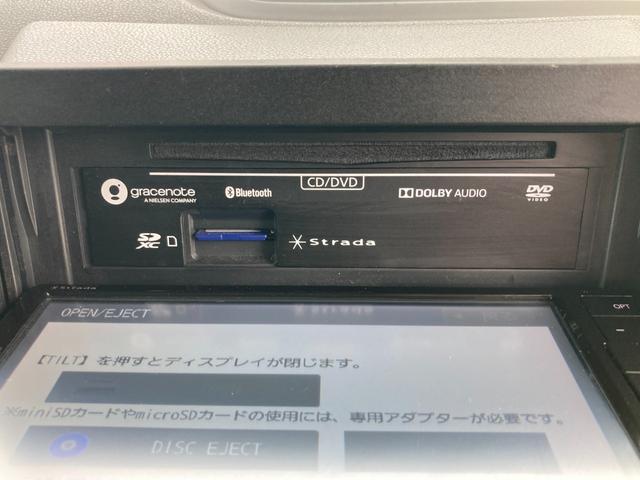 gracenote
A NIELSEN COMPANY
Bluetooth
CD/DVD
DOLBY AUDIO
DVD
VIDEO
SD
XC
Strada
Strada
OPT
OPEN/EJECT
【TILT】を押すとディスプレイが閉じます。
※miniSDカードやmicroSDカードの使用には、専用アダプターが必要です。
DISC EJECT